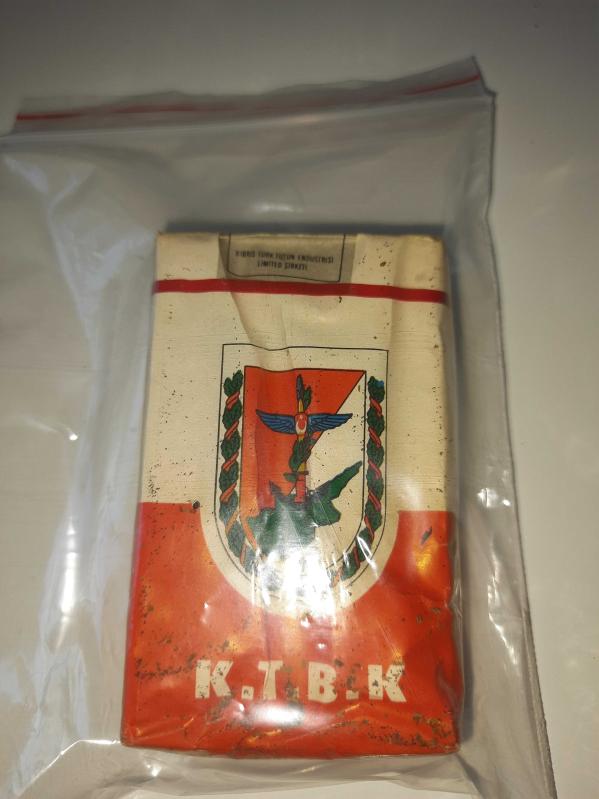 KIBRIS TÜRK TÜTÜN ENDÜSTRİSİ
LİMİTED ŞİRKETİ
K.T.B.K